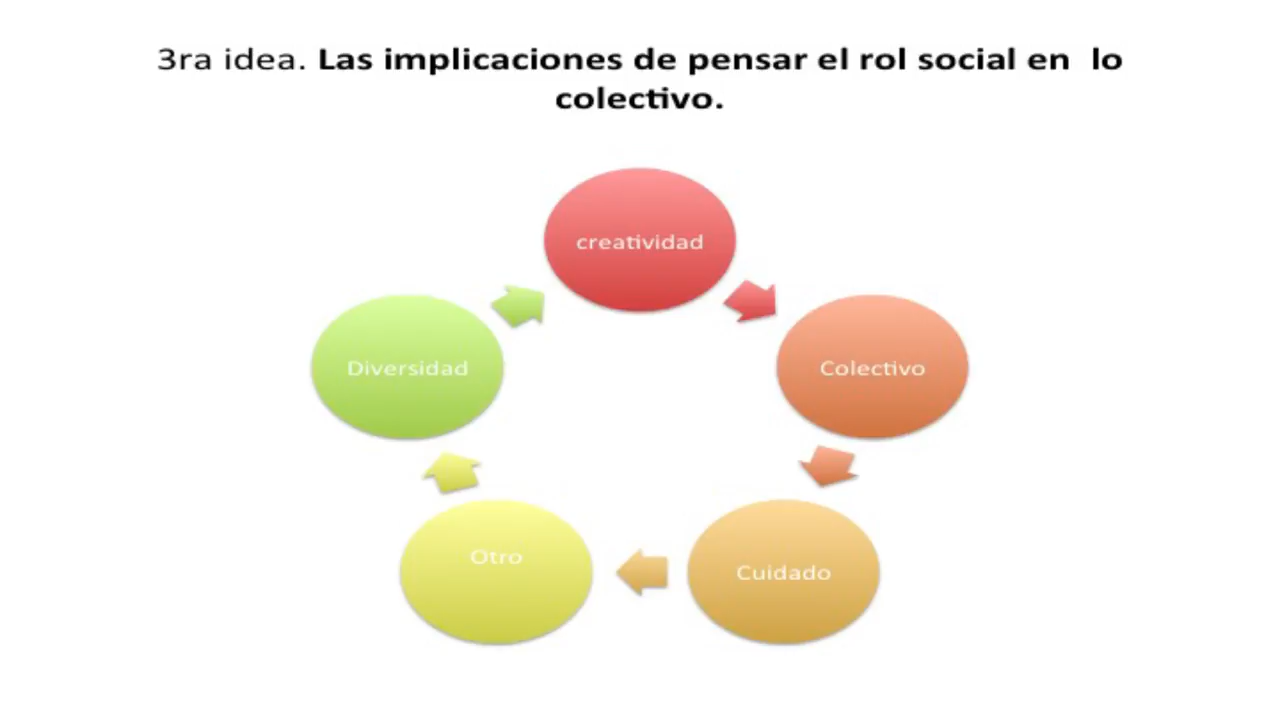 3ra idea. Las implicaciones de pensar el rol social en lo
colectivo.
creatividad
Colectivo
Cuidado
Otro
Diversidad